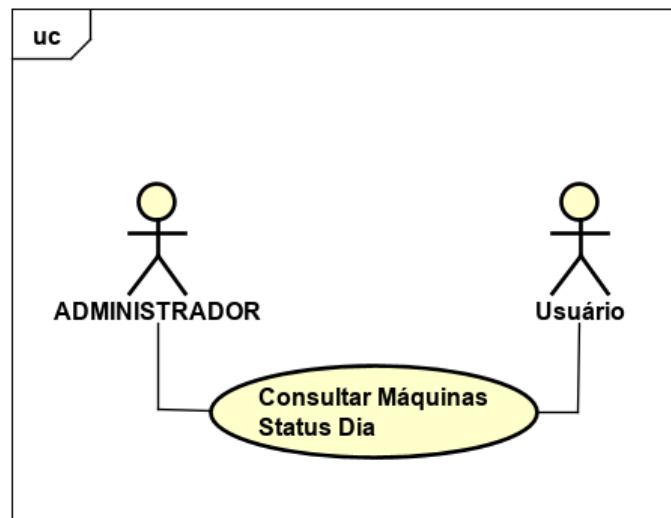 uc
ADMINISTRADOR
Usuário
Consultar Máquinas
Status Dia